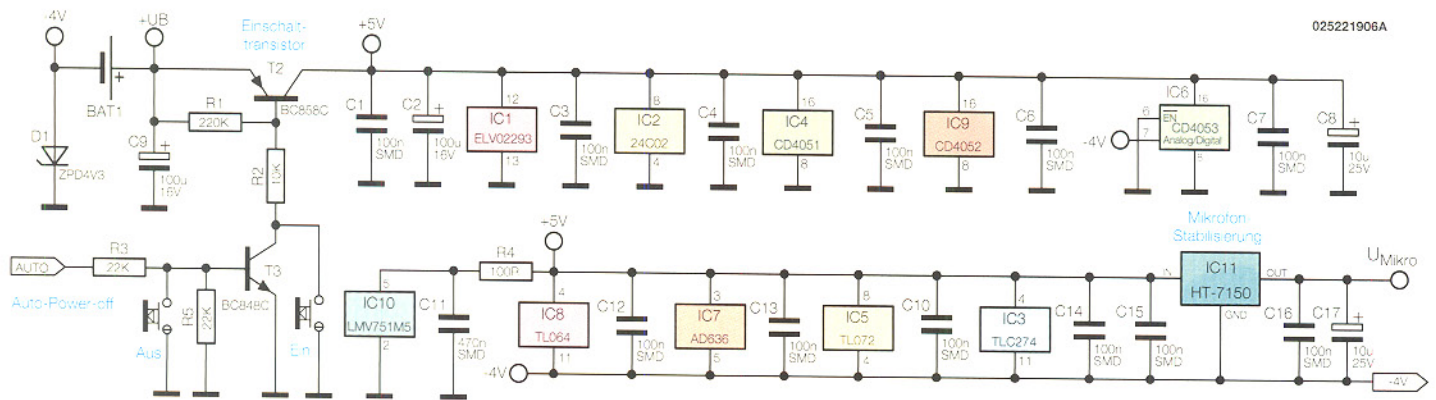 025221906A
-4V
+UB
Einschalt-
transistor
+5V
T2
BC858C
BAT1
+
D1
ZPD4V3
C9
+
100u
16V
R1
220K
R2
10K
C1
100n
SMD
C2
+
100u
16V
12
IC1
ELV02293
13
C3
100n
SMD
8
IC2
24C02
4
C4
100n
SMD
16
IC4
CD4051
8
C5
100n
SMD
16
IC9
CD4052
8
C6
100n
SMD
-4V
IC6
16
6
EN
7
CD4053
Analog/Digital
8
C7
100n
SMD
C8
+
10u
25V
AUTO
R3
22K
Auto-Power-off
Aus
R5
22K
T3
BC848C
Ein
5
IC10
LMV751M5
2
C11
470n
SMD
R4
100R
+5V
4
IC8
TL064
11
-4V
C12
100n
SMD
3
IC7
AD636
5
C13
100n
SMD
8
IC5
TL072
4
C10
100n
SMD
4
IC3
TLC274
11
C14
100n
SMD
C15
100n
SMD
Mikrofon-
Stabilisierung
IN
IC11
HT-7150
OUT
GND
C16
100n
SMD
C17
+
10u
25V
UMikro
-4V